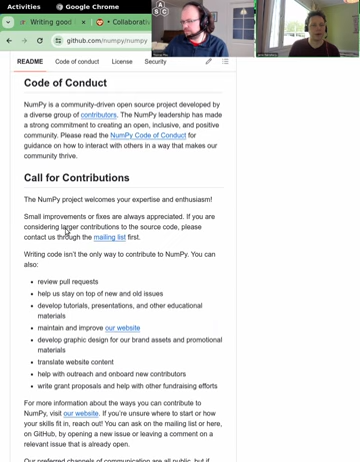 Activities Google Chrome
Writing good
Collaborati
github.com/numpy/numpy
README Code of conduct License Security
Code of Conduct
NumPy is a community-driven open source project developed by
a diverse group of contributors. The NumPy leadership has made
a strong commitment to creating an open, inclusive, and positive
community. Please read the NumPy Code of Conduct for
guidance on how to interact with others in a way that makes our
community thrive.
Call for Contributions
The NumPy project welcomes your expertise and enthusiasm!
Small improvements or fixes are always appreciated. If you are
considering larger contributions to the source code, please
contact us through the mailing list first.
Writing code isn't the only way to contribute to NumPy. You can
also:
• review pull requests
• help us stay on top of new and old issues
• develop tutorials, presentations, and other educational
materials
• maintain and improve our website
• develop graphic design for our brand assets and promotional
materials
• translate website content
• help with outreach and onboard new contributors
• write grant proposals and help with other fundraising efforts
For more information about the ways you can contribute to
NumPy, visit our website. If you're unsure where to start or how
your skills fit in, reach out! You can ask on the mailing list or here,
on GitHub, by opening a new issue or leaving a comment on a
relevant issue that is already open.
Our preferred channels of communication are all public, but if